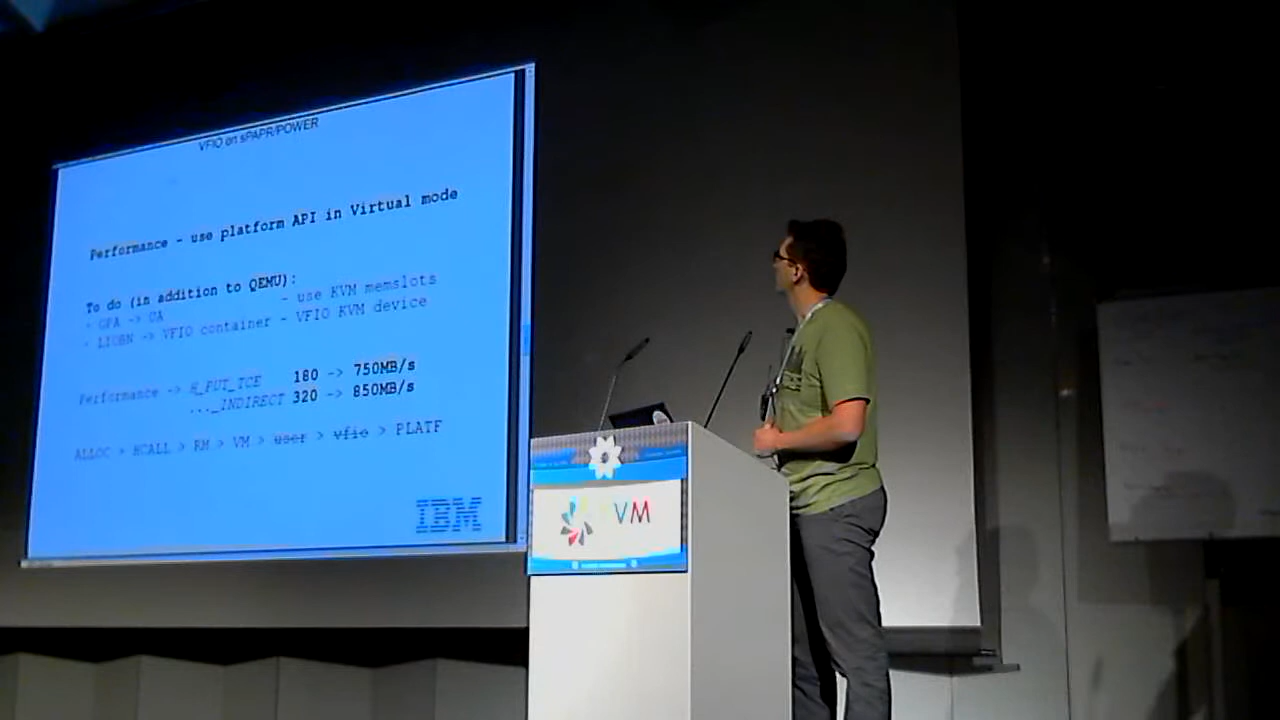 VFIO on sPAPR/POWER
Performance - use platform API in Virtual mode
To do (in addition to QEMU):
- GPA -> UA - use KVM memslots
- LIOBN -> VFIO container - VFIO KVM device
Performance -> H_PUT_TCE 180 -> 750MB/s
..._INDIRECT 320 -> 850MB/s
ALLOC > HCALL > RM > VM > user > vfio > PLATF
IBM
VM